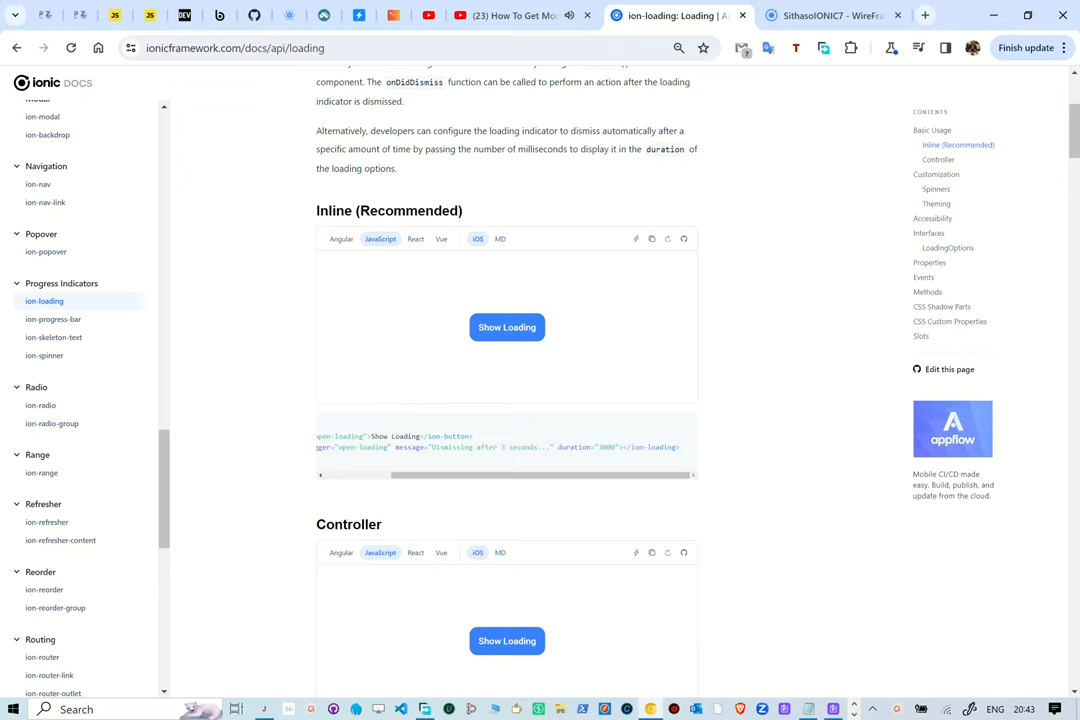 (23) How To Get Mor
ion-loading: Loading | A
SithasoIONIC7 - WireFra
ionicframework.com/docs/api/loading
Finish update
ionic DOCS
Modal
ion-modal
ion-backdrop
Navigation
ion-nav
ion-nav-link
Popover
ion-popover
Progress Indicators
ion-loading
ion-progress-bar
ion-skeleton-text
ion-spinner
Radio
ion-radio
ion-radio-group
Range
ion-range
Refresher
ion-refresher
ion-refresher-content
Reorder
ion-reorder
ion-reorder-group
Routing
ion-router
ion-router-link
ion-router-outlet
component. The onDidDismiss function can be called to perform an action after the loading
indicator is dismissed.
Alternatively, developers can configure the loading indicator to dismiss automatically after a
specific amount of time by passing the number of milliseconds to display it in the duration of
the loading options.
Inline (Recommended)
Angular JavaScript React Vue iOS MD
Show Loading
open-loading">Show Loading</ion-button>
gger="open-loading" message="Dismissing after 3 seconds..." duration="3000"></ion-loading>
Controller
Angular JavaScript React Vue iOS MD
Show Loading
CONTENTS
Basic Usage
Inline (Recommended)
Controller
Customization
Spinners
Theming
Accessibility
Interfaces
LoadingOptions
Properties
Events
Methods
CSS Shadow Parts
CSS Custom Properties
Slots
Edit this page
appflow
Mobile CI/CD made
easy. Build, publish, and
update from the cloud.
Search
ENG 20:43